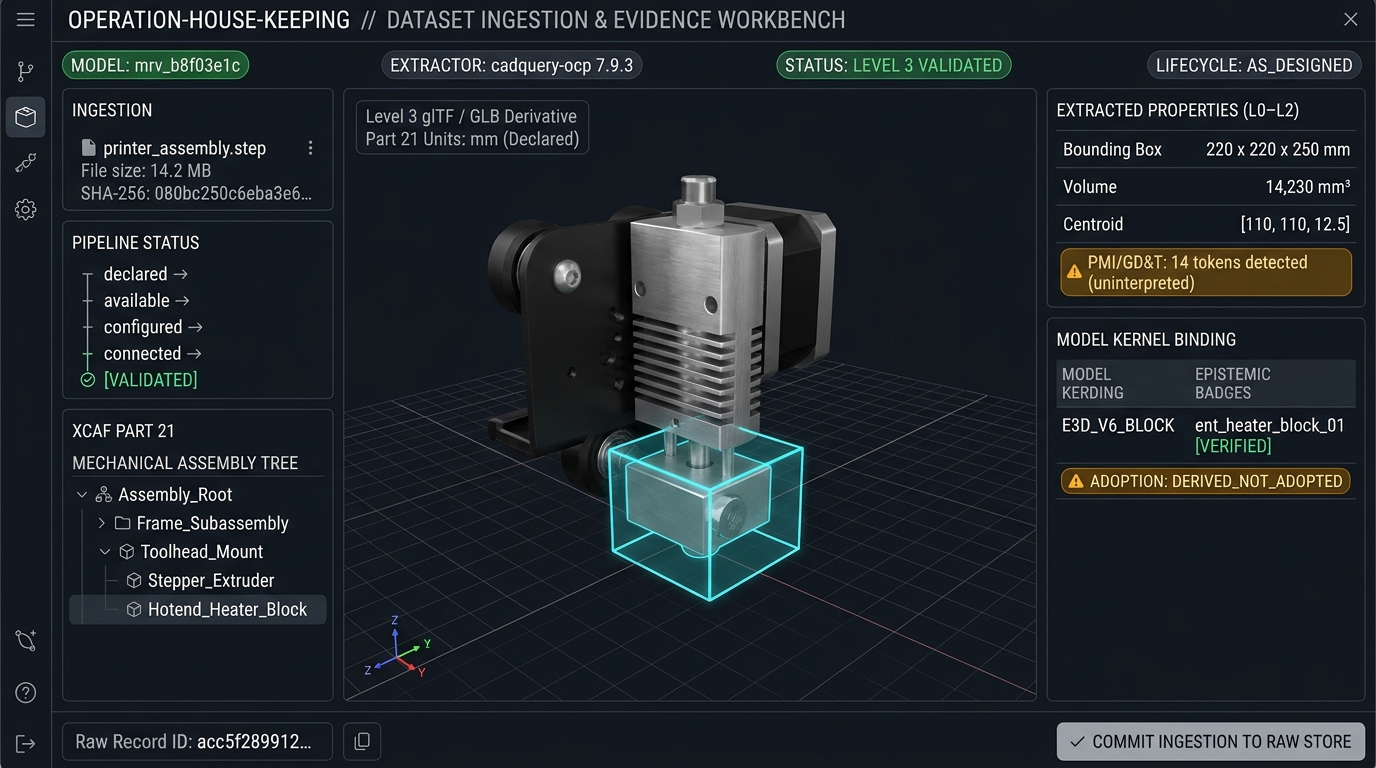 OPERATION-HOUSE-KEEPING // DATASET INGESTION & EVIDENCE WORKBENCH
MODEL: mrv_b8f03e1c
EXTRACTOR: cadquery-ocp 7.9.3
STATUS: LEVEL 3 VALIDATED
LIFECYCLE: AS_DESIGNED
INGESTION
printer_assembly.step
File size: 14.2 MB
SHA-256: 080bc250c6eba3e6...
PIPELINE STATUS
declared →
available →
configured →
connected →
[VALIDATED]
XCAF PART 21
MECHANICAL ASSEMBLY TREE
Assembly_Root
Frame_Subassembly
Toolhead_Mount
Stepper_Extruder
Hotend_Heater_Block
Level 3 glTF / GLB Derivative
Part 21 Units: mm (Declared)
Z
Y
Z
Y
EXTRACTED PROPERTIES (L0–L2)
Bounding Box 220 x 220 x 250 mm
Volume 14,230 mm³
Centroid [110, 110, 12.5]
PMI/GD&T: 14 tokens detected
(uninterpreted)
MODEL KERNEL BINDING
MODEL EPISTEMIC
KERDING BADGES
E3D_V6_BLOCK ent_heater_block_01
[VERIFIED]
ADOPTION: DERIVED_NOT_ADOPTED
Raw Record ID: acc5f289912...
COMMIT INGESTION TO RAW STORE